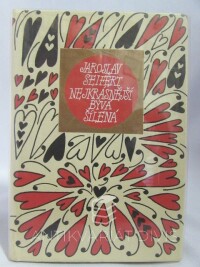 JAROSLAV
SEIFERT
NEJKRÁSNĚJŠÍ
BÝVÁ
ŠÍLENÁ